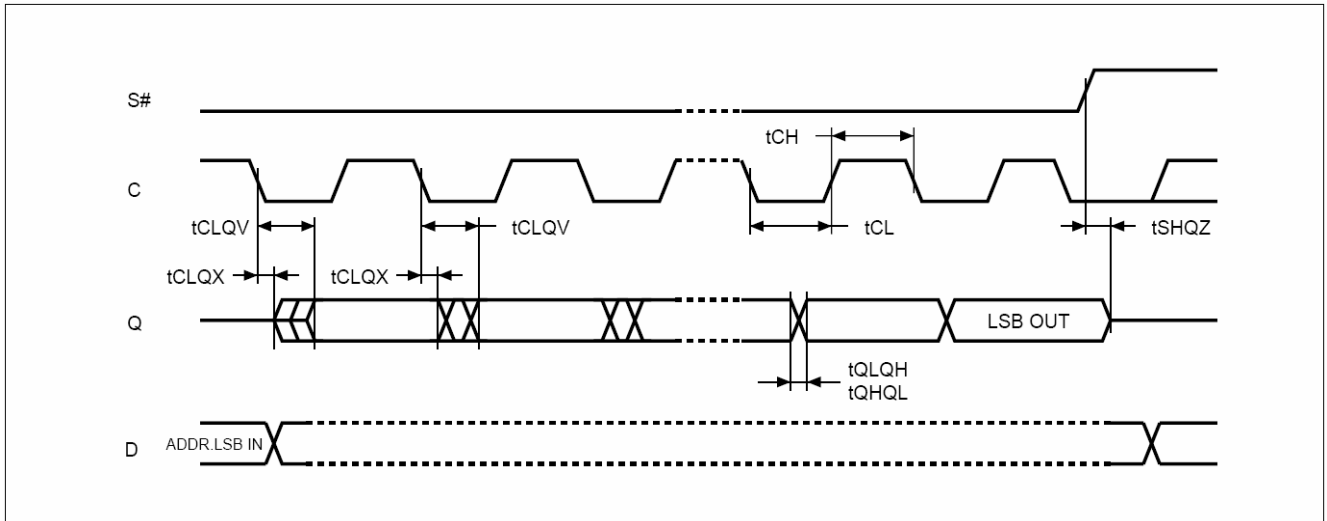 S#
tCH
C
tCLQV
tCLQV
tCL
tSHQZ
tCLQX
tCLQX
Q
LSB OUT
tQLQH
tQHQL
D
ADDR.LSB IN